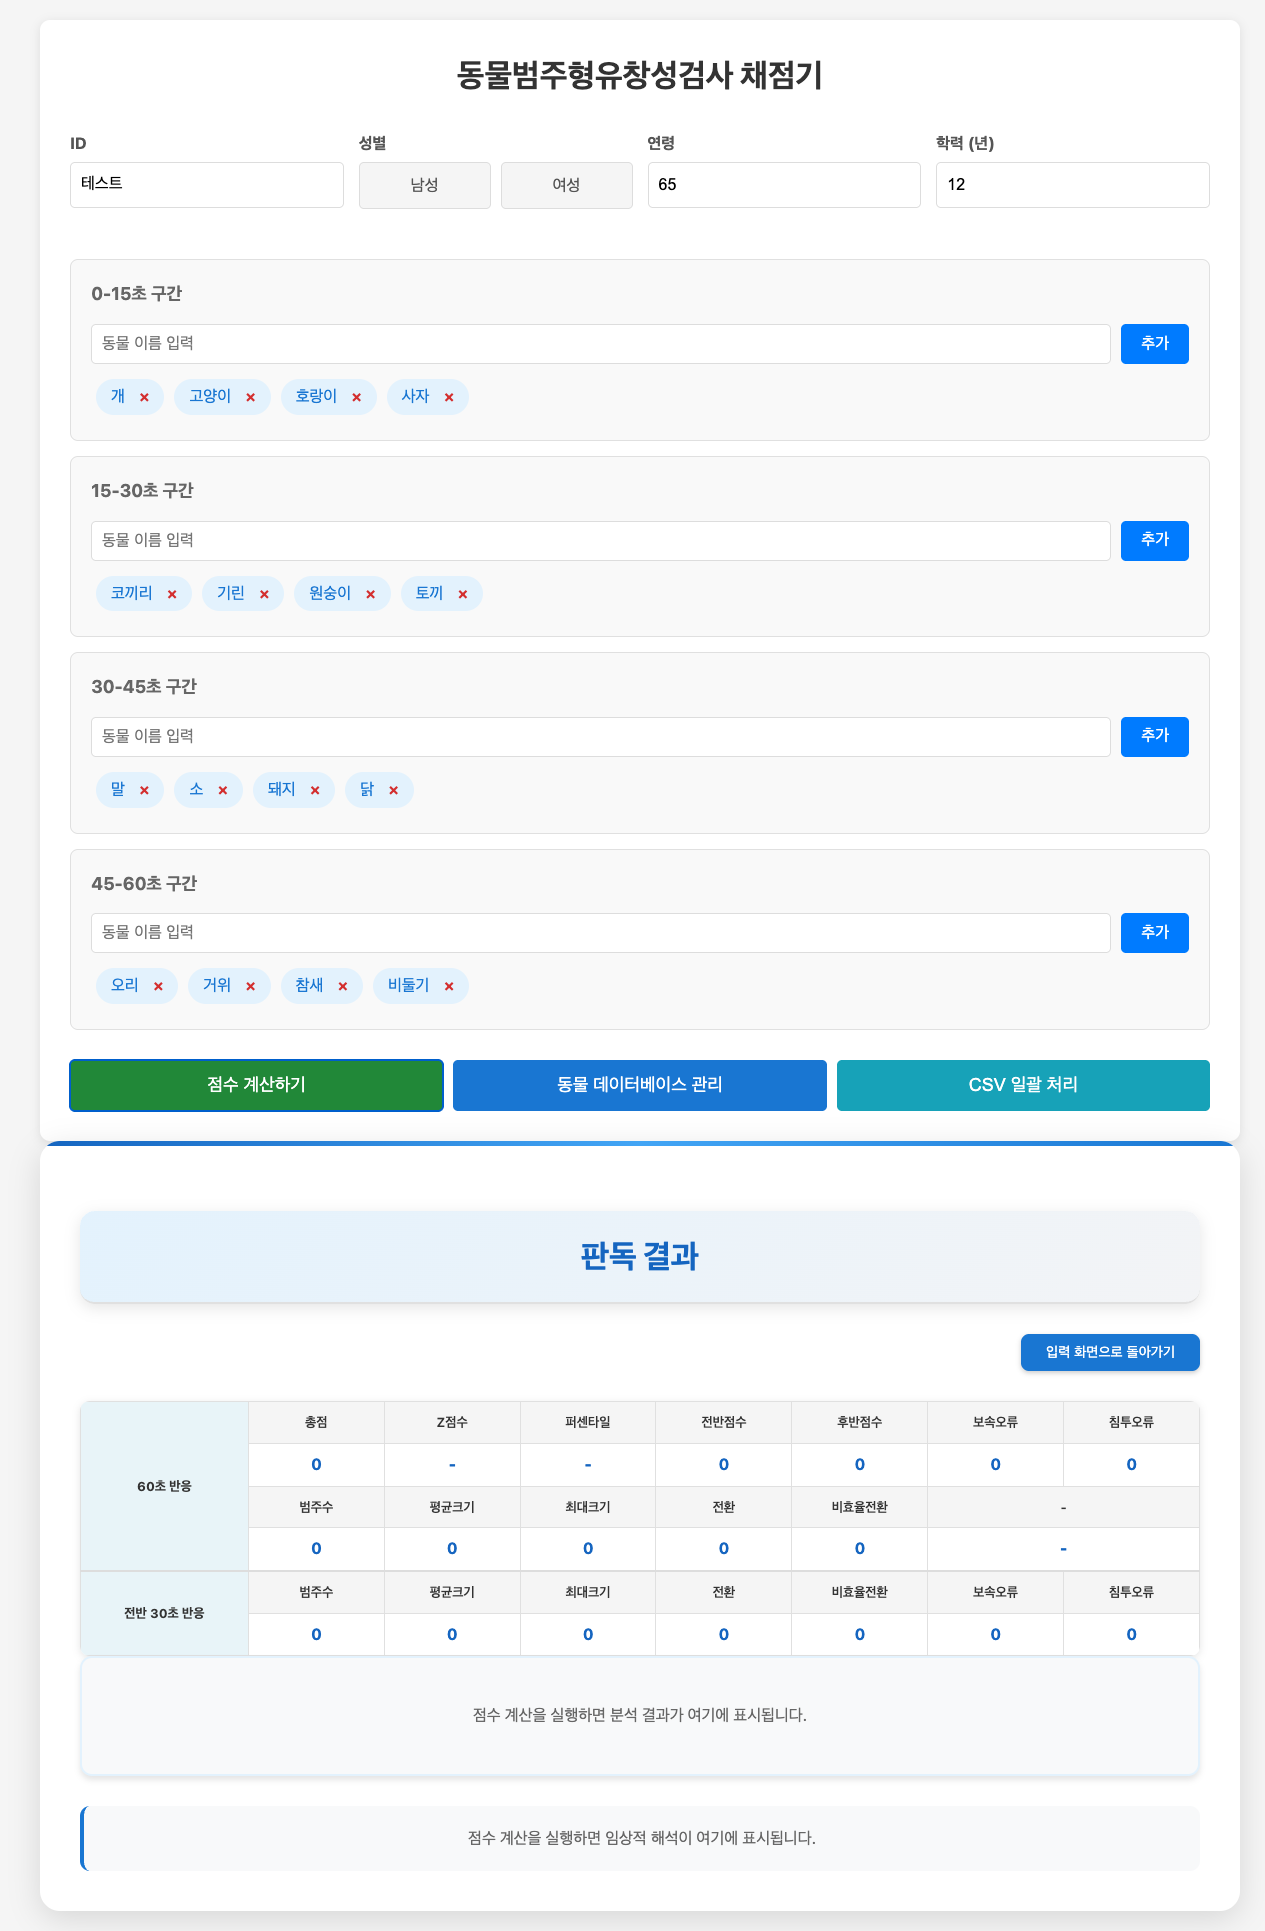 동물범주형유창성검사 채점기
ID 성별 연령 학력 (년)
테스트 남성 여성 65 12
0-15초 구간
동물 이름 입력 추가
개 × 고양이 × 호랑이 × 사자 ×
15-30초 구간
동물 이름 입력 추가
코끼리 × 기린 × 원숭이 × 토끼 ×
30-45초 구간
동물 이름 입력 추가
말 × 소 × 돼지 × 닭 ×
45-60초 구간
동물 이름 입력 추가
오리 × 거위 × 참새 × 비둘기 ×
점수 계산하기 동물 데이터베이스 관리 CSV 일괄 처리
판독 결과
입력 화면으로 돌아가기
총점 Z점수 퍼센타일 전반점수 후반점수 보속오류 침투오류
0 - - 0 0 0 0
60초 반응
범주수 평균크기 최대크기 전환 비효율전환 -
0 0 0 0 0 -
범주수 평균크기 최대크기 전환 비효율전환 보속오류 침투오류
전반 30초 반응
0 0 0 0 0 0 0
점수 계산을 실행하면 분석 결과가 여기에 표시됩니다.
점수 계산을 실행하면 임상적 해석이 여기에 표시됩니다.